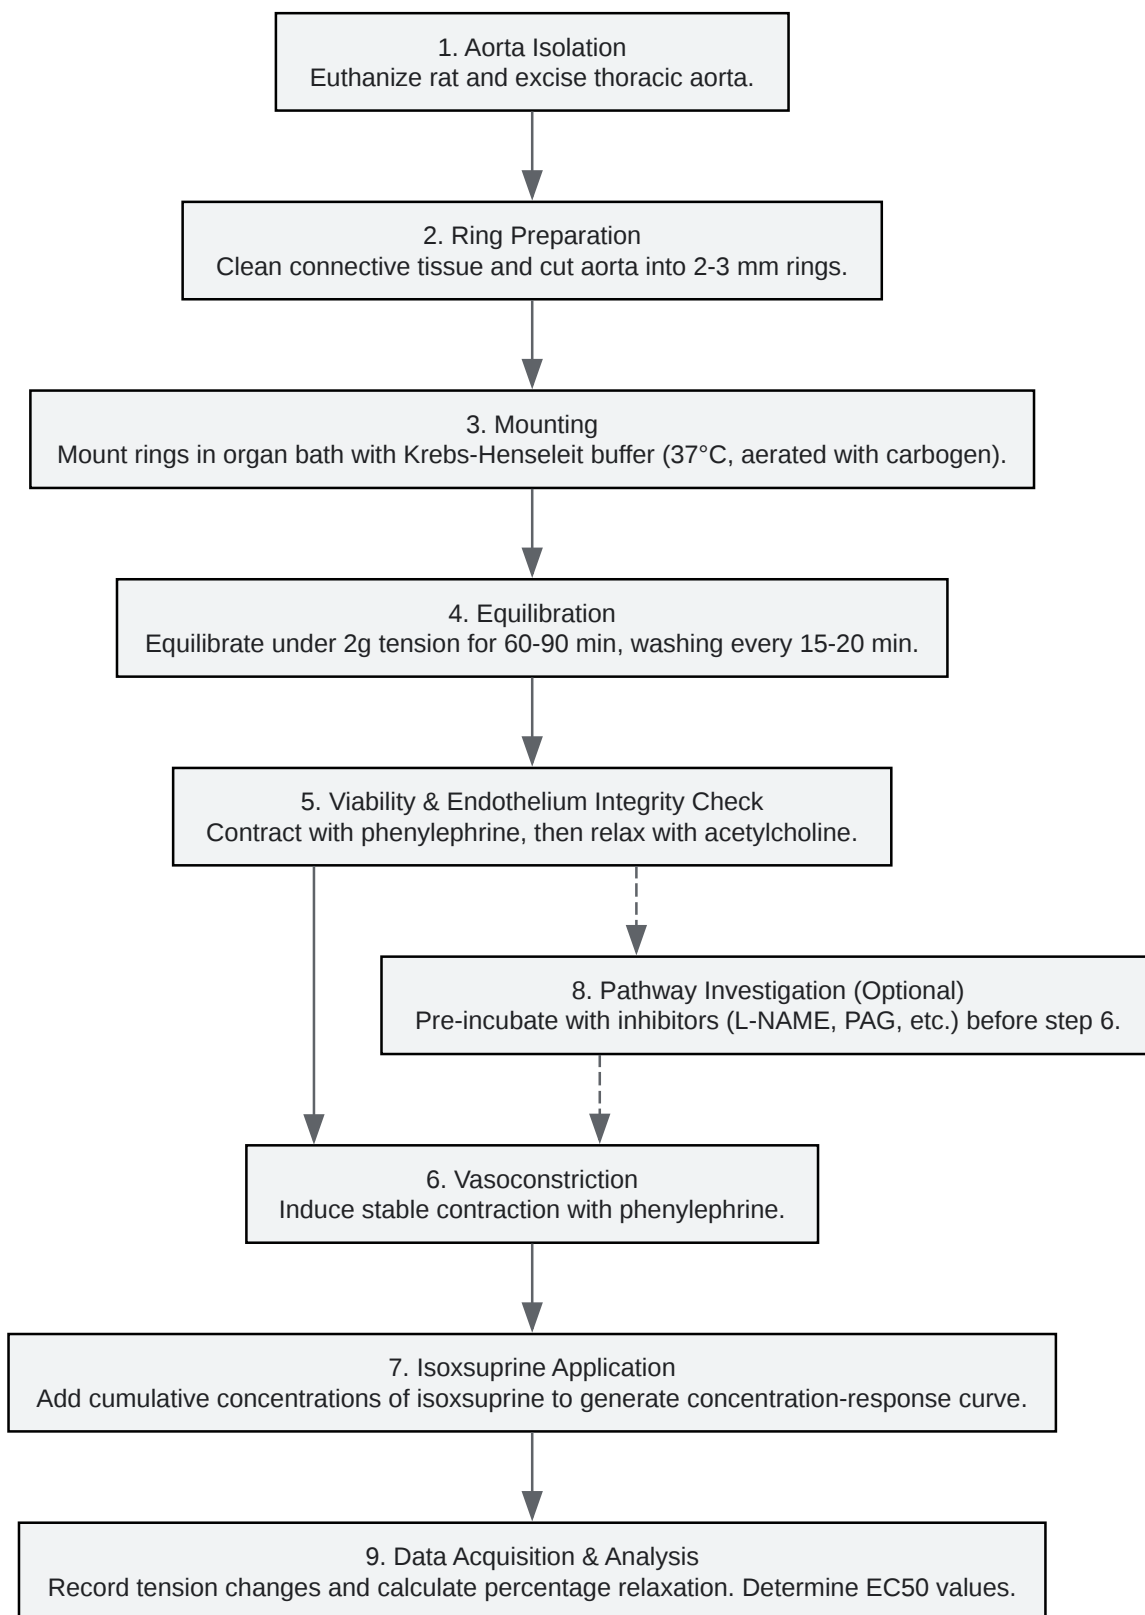 1. Aorta Isolation
Euthanize rat and excise thoracic aorta.
2. Ring Preparation
Clean connective tissue and cut aorta into 2-3 mm rings.
3. Mounting
Mount rings in organ bath with Krebs-Henseleit buffer (37°C, aerated with carbogen).
4. Equilibration
Equilibrate under 2g tension for 60-90 min, washing every 15-20 min.
5. Viability & Endothelium Integrity Check
Contract with phenylephrine, then relax with acetylcholine.
8. Pathway Investigation (Optional)
Pre-incubate with inhibitors (L-NAME, PAG, etc.) before step 6.
6. Vasoconstriction
Induce stable contraction with phenylephrine.
7. Isoxsuprine Application
Add cumulative concentrations of isoxsuprine to generate concentration-response curve.
9. Data Acquisition & Analysis
Record tension changes and calculate percentage relaxation. Determine EC50 values.